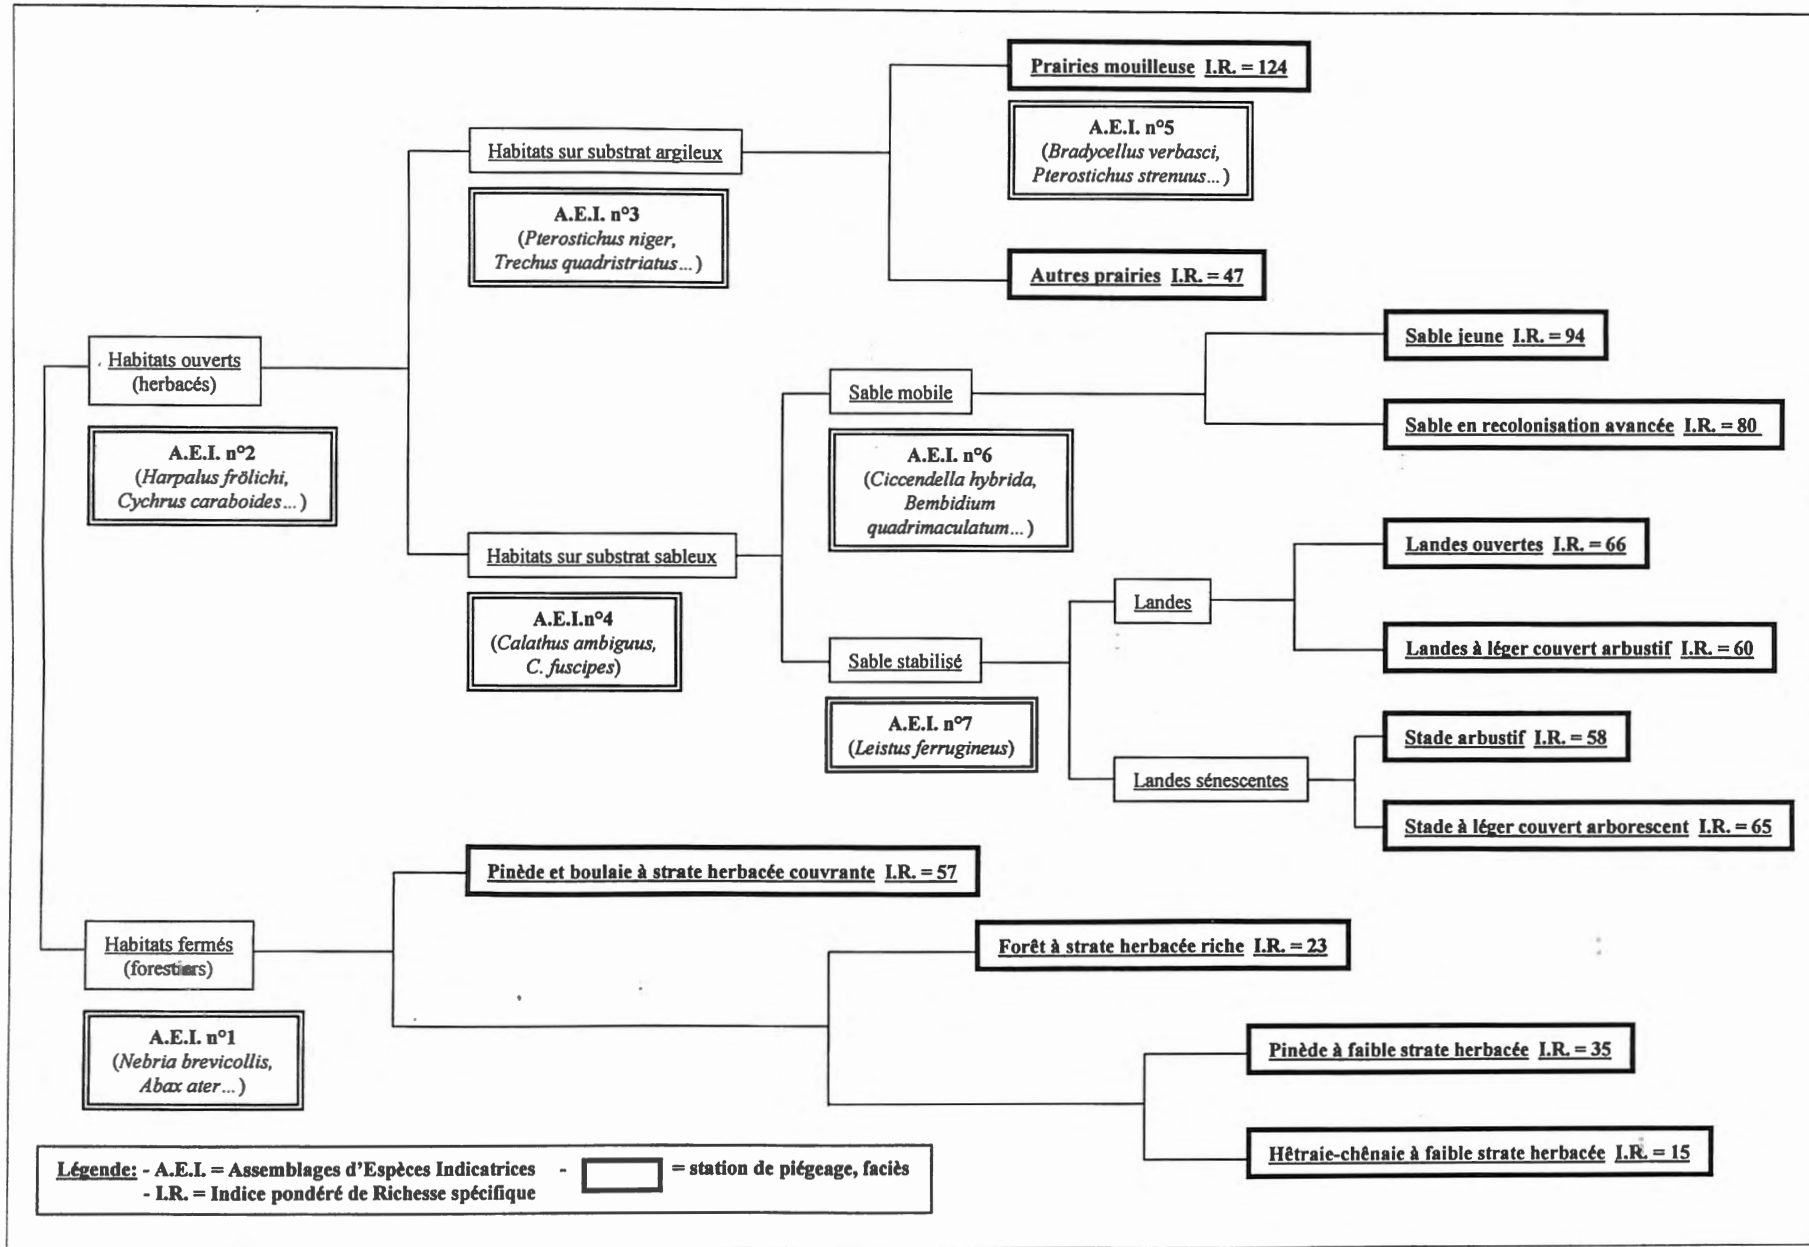 Prairies mouilleuse I.R. = 124
A.E.I. n°5
(Bradycellus verbasci,
Pterostichus strenuus...)
Habitats sur substrat argileux
A.E.I. n°3
(Pterostichus niger,
Trechus quadristriatus...)
Autres prairies I.R. = 47
Habitats ouverts
(herbacés)
A.E.I. n°2
(Harpalus frölichi,
Cychrus caraboides...)
Sable jeune I.R. = 94
Sable mobile
Sable en recolonisation avancée I.R. = 80
A.E.I. n°6
(Ciccendella hybrida,
Bembidium
quadrimaculatum...)
Habitats sur substrat sableux
A.E.I.n°4
(Calathus ambiguus,
C. fuscipes)
Landes ouvertes I.R. = 66
Landes
Landes à léger couvert arbustif I.R. = 60
Sable stabilisé
A.E.I. n°7
(Leistus ferrugineus)
Stade arbustif I.R. = 58
Landes sénescentes
Stade à léger couvert arborescent I.R. = 65
Pinède et boulaie à strate herbacée couvrante I.R. = 57
Habitats fermés
(forestiers)
A.E.I. n°1
(Nebria brevicollis,
Abax ater...)
Forêt à strate herbacée riche I.R. = 23
Pinède à faible strate herbacée I.R. = 35
Hêtraie-chênaie à faible strate herbacée I.R. = 15
Légende: - A.E.I. = Assemblages d'Espèces Indicatrices - = station de piégeage, faciès
- I.R. = Indice pondéré de Richesse spécifique